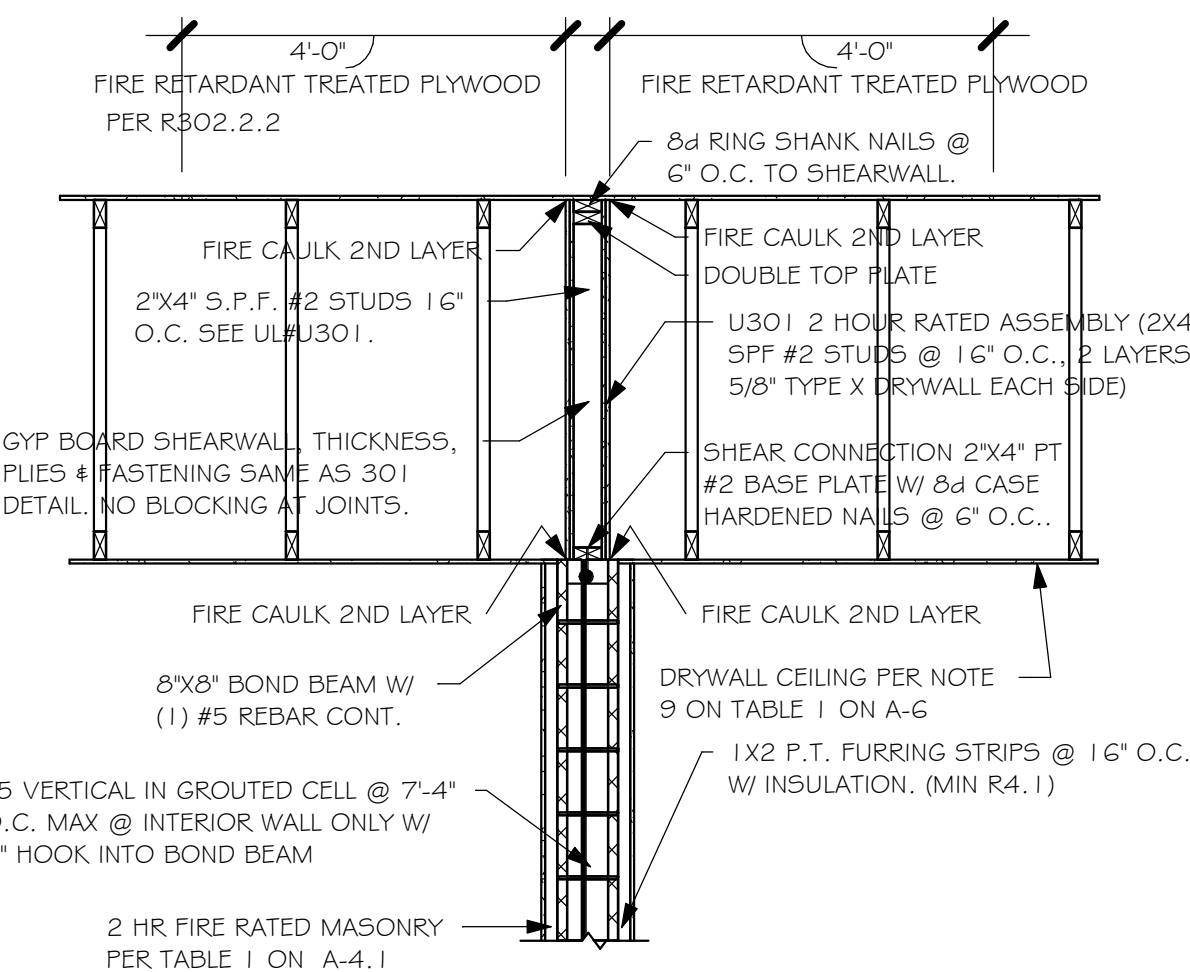 4'-0"
FIRE RETARDANT TREATED PLYWOOD
PER R302.2.2
4'-0"
FIRE RETARDANT TREATED PLYWOOD
8d RING SHANK NAILS @
6" O.C. TO SHEARWALL.
FIRE CAULK 2ND LAYER
2"X4" S.P.F. #2 STUDS 16"
O.C. SEE UL#U301.
FIRE CAULK 2ND LAYER
DOUBLE TOP PLATE
U301 2 HOUR RATED ASSEMBLY (2X4
SPF #2 STUDS @ 16" O.C., 2 LAYERS
5/8" TYPE X DRYWALL EACH SIDE)
GYP BOARD SHEARWALL, THICKNESS,
PLIES & FASTENING SAME AS 301
DETAIL. NO BLOCKING AT JOINTS.
SHEAR CONNECTION 2"X4" PT
#2 BASE PLATE W/ 8d CASE
HARDENED NAILS @ 6" O.C..
FIRE CAULK 2ND LAYER
FIRE CAULK 2ND LAYER
8"X8" BOND BEAM W/
(1) #5 REBAR CONT.
DRYWALL CEILING PER NOTE
9 ON TABLE 1 ON A-6
1X2 P.T. FURRING STRIPS @ 16" O.C.
W/ INSULATION. (MIN R4.1)
5 VERTICAL IN GROUTED CELL @ 7'-4"
.C. MAX @ INTERIOR WALL ONLY W/
" HOOK INTO BOND BEAM
2 HR FIRE RATED MASONRY
PER TABLE 1 ON A-4.1